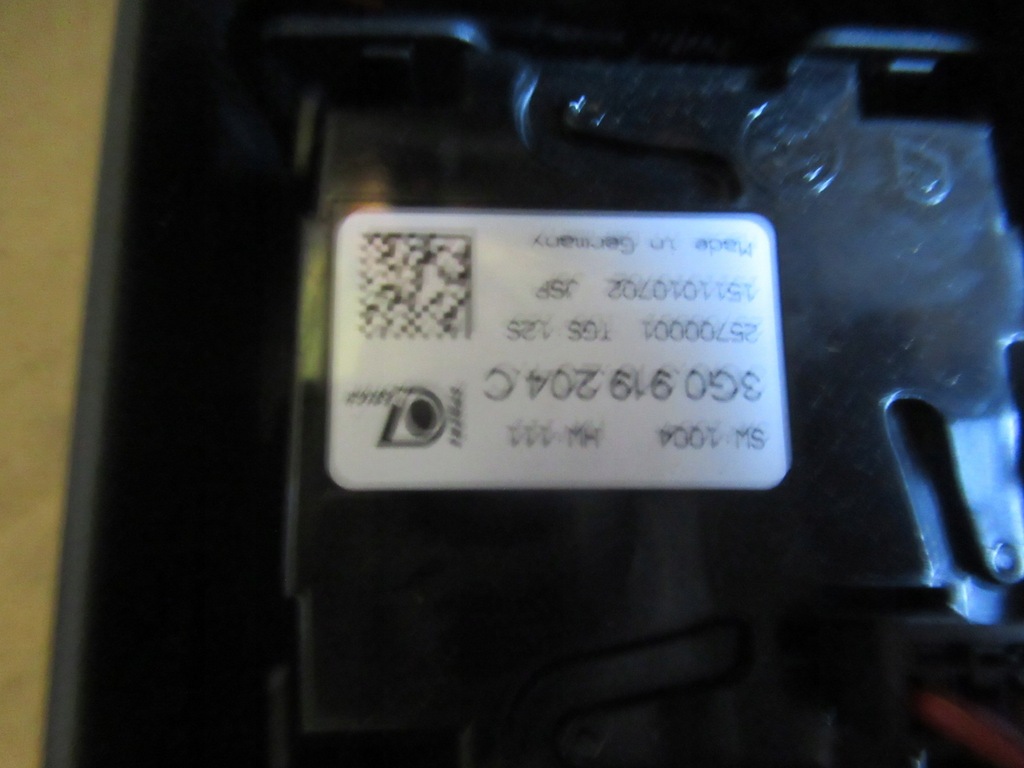 SW: 1004 HW: 111
3G0.919.204.C
25700001 TGS 12S
1511010702 JSP
Made in Germany